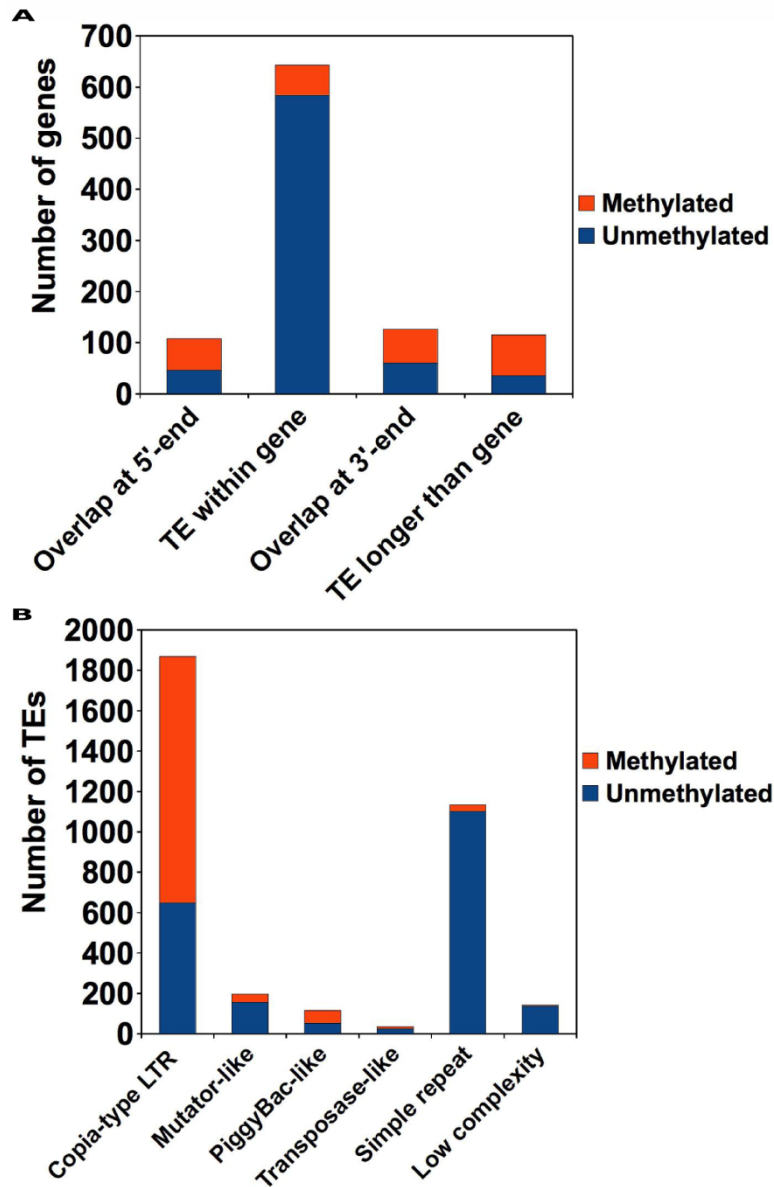 A
Number of genes
700
600
500
400
300
200
100
0
Methylated
Unmethylated
Overlap at 5'-end
TE within gene
Overlap at 3'-end
TE longer than gene
B
Number of TEs
2000
1800
1600
1400
1200
1000
800
600
400
200
0
Methylated
Unmethylated
Copia-type LTR
Mutator-like
PiggyBac-like
Transposase-like
Simple repeat
Low complexity